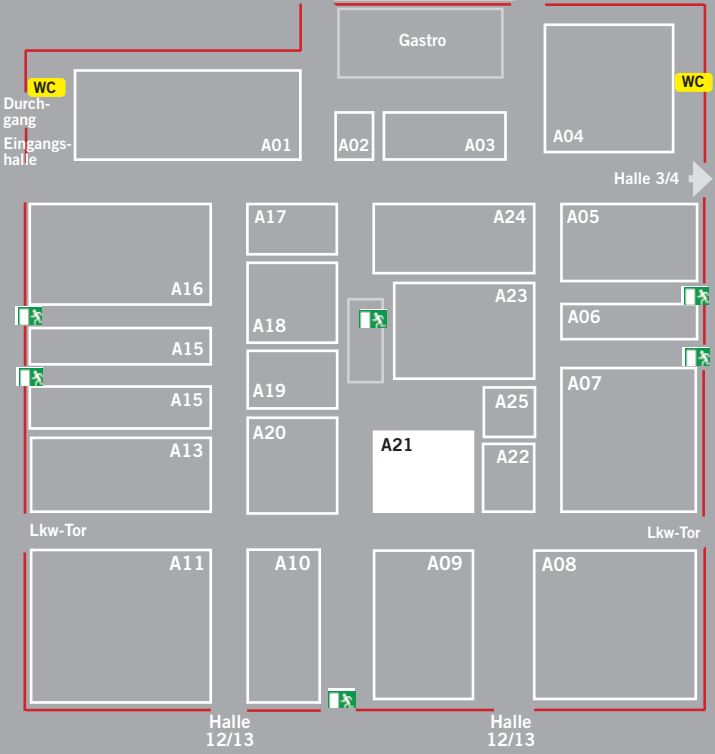 Gastro
WC
WC
Durch-
gang
Eingangs-
halle
A01
A02
A03
A04
Halle 3/4
A17
A24
A05
A16
A18
A23
A06
A15
A19
A07
A15
A25
A20
A21
A13
A22
Lkw-Tor
Lkw-Tor
A11
A10
A09
A08
Halle
12/13
Halle
12/13